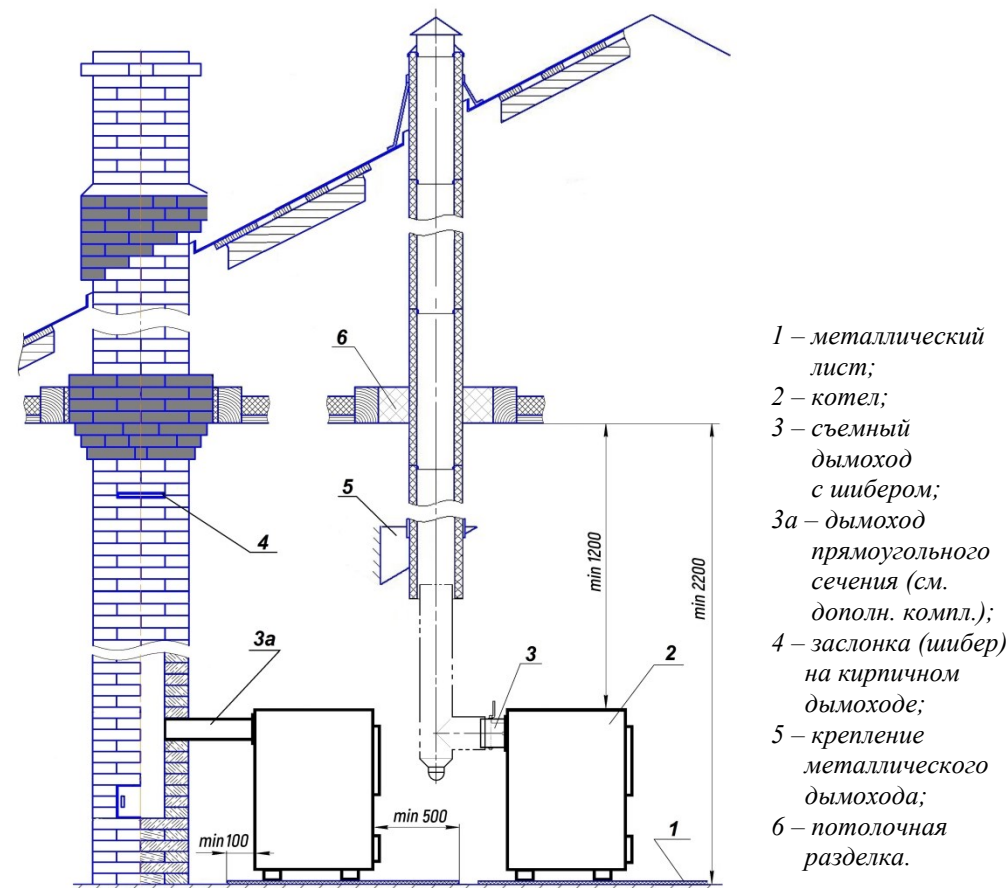 6
5
4
3а
3
2
min 1200
min 2200
min 500
min 100
1
1 – металлический
лист;
2 – котел;
3 – съемный
дымоход
с шибером;
3а – дымоход
прямоугольного
сечения (см.
дополн. компл.);
4 – заслонка (шибер)
на кирпичном
дымоходе;
5 – крепление
металлического
дымохода;
6 – потолочная
разделка.